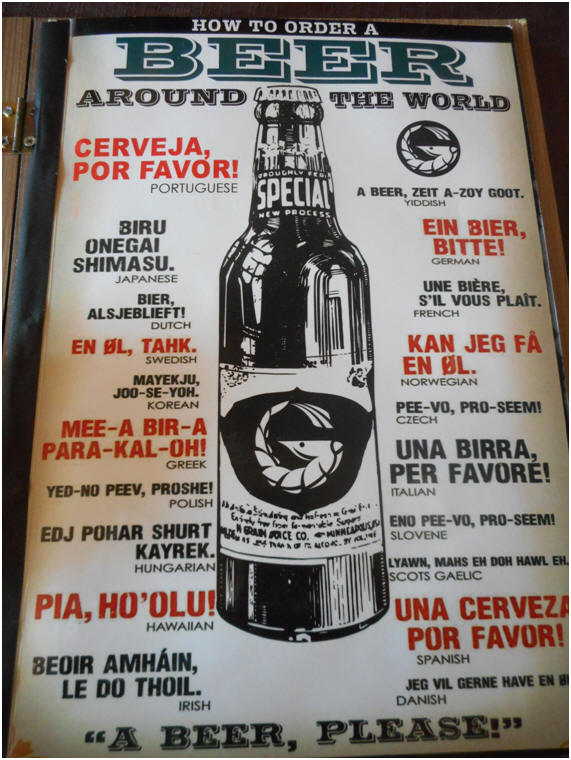 HOW TO ORDER A
BEER
AROUND THE WORLD
CERVEJA,
POR FAVOR!
PORTUGUESE
BIRU
ONEGAI
SHIMASU.
JAPANESE
BIER,
ALSJEBLIEFT!
DUTCH
EN ØL, TAHK.
SWEDISH
MAYEKJU,
JOO-SE-YOH.
KOREAN
MEE-A BIR-A
PARA-KAL-OH!
GREEK
YED-NO PEEV, PROSHE!
POLISH
EDJ POHAR SHURT
KAYREK.
HUNGARIAN
PIA, HO'OLU!
HAWAIIAN
BEOIR AMHÁIN,
LE DO THOIL.
IRISH
SPECIAL
NEW PROCESS
GRAIN JUICE CO.
MINNEAPOLIS,
A BEER, ZEIT A-ZOY GOOT.
YIDDISH
EIN BIER,
BITTE!
GERMAN
UNE BIÈRE,
S'IL VOUS PLAÎT.
FRENCH
KAN JEG FÅ
EN ØL.
NORWEGIAN
PEE-VO, PRO-SEEM!
CZECH
UNA BIRRA,
PER FAVORÉ!
ITALIAN
ENO PEE-VO, PRO-SEEM!
SLOVENE
LYAWN, MAHS EH DOH HAWL EH.
SCOTS GAELIC
UNA CERVEZA
POR FAVOR!
SPANISH
JEG VIL GERNE HAVE EN
DANISH
"A BEER, PLEASE!"